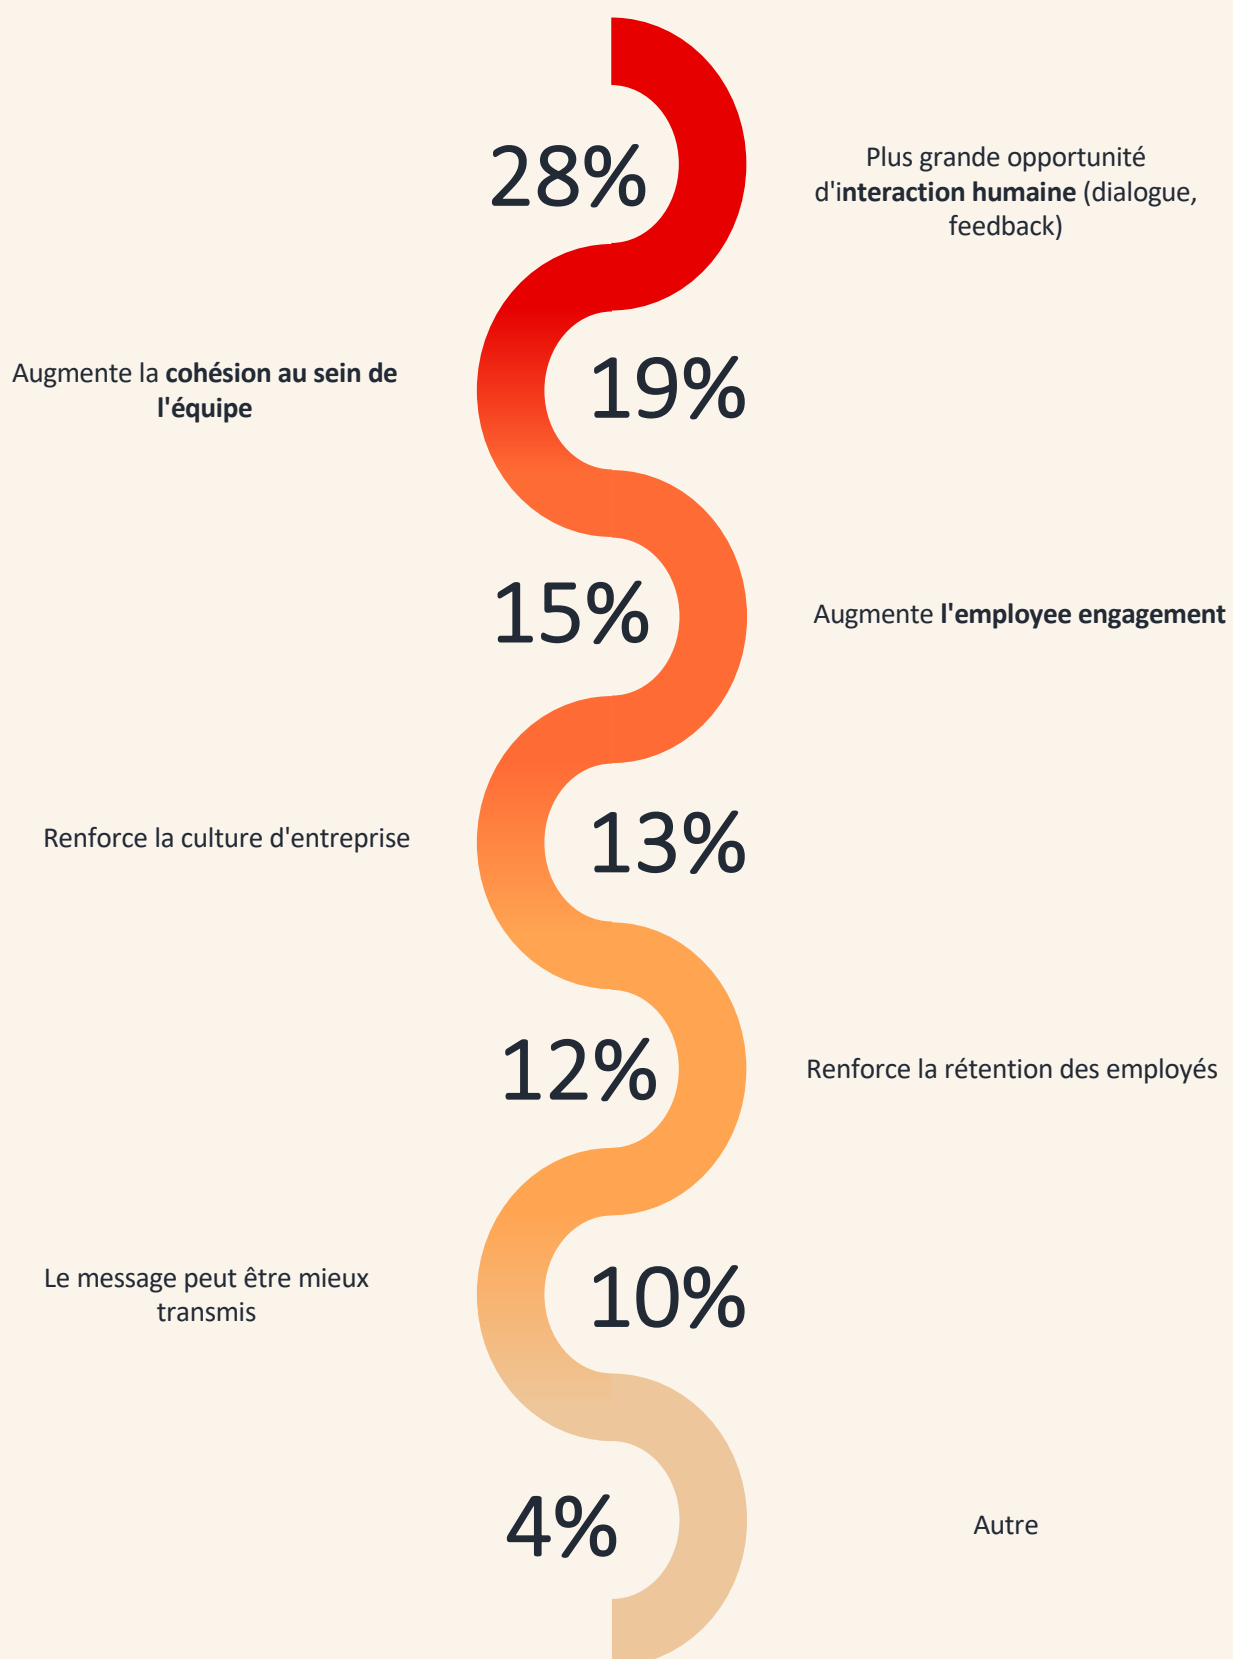 28%
Plus grande opportunité
d'interaction humaine (dialogue,
feedback)
Augmente la cohésion au sein de
l'équipe
19%
15%
Augmente l'employee engagement
Renforce la culture d'entreprise
13%
12%
Renforce la rétention des employés
Le message peut être mieux
transmis
10%
4%
Autre